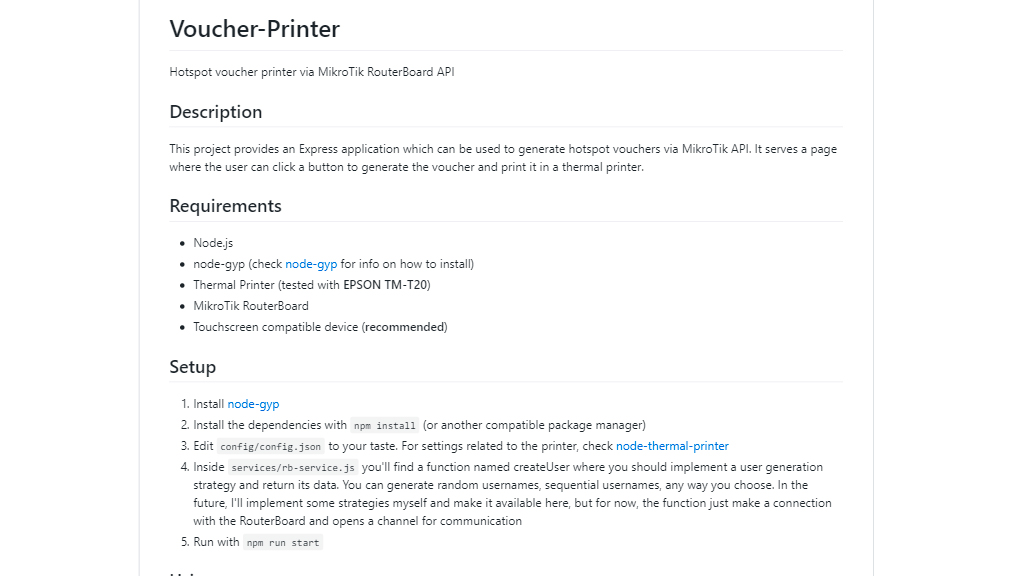 Voucher-Printer
Hotspot voucher printer via MikroTik RouterBoard API
Description
This project provides an Express application which can be used to generate hotspot vouchers via MikroTik API. It serves a page
where the user can click a button to generate the voucher and print it in a thermal printer.
Requirements
• Node.js
• node-gyp (check node-gyp for info on how to install)
• Thermal Printer (tested with EPSON TM-T20)
• MikroTik RouterBoard
• Touchscreen compatible device (recommended)
Setup
1. Install node-gyp
2. Install the dependencies with npm install (or another compatible package manager)
3. Edit config/config.json to your taste. For settings related to the printer, check node-thermal-printer
4. Inside services/rb-service.js you'll find a function named createUser where you should implement a user generation
strategy and return its data. You can generate random usernames, sequential usernames, any way you choose. In the
future, I'll implement some strategies myself and make it available here, but for now, the function just make a connection
with the RouterBoard and opens a channel for communication
5. Run with npm run start